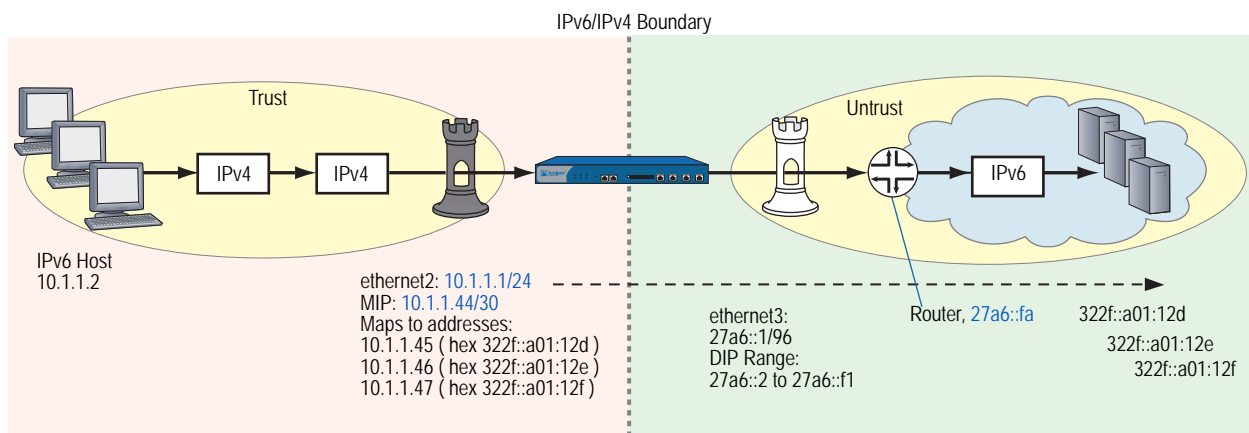 IPv6/IPv4 Boundary
Trust
Untrust
IPv4
IPv4
IPv6
IPv6 Host
10.1.1.2
ethernet2: 10.1.1.1/24
MIP: 10.1.1.44/30
Maps to addresses:
10.1.1.45 ( hex 322f::a01:12d )
10.1.1.46 ( hex 322f::a01:12e )
10.1.1.47 ( hex 322f::a01:12f )
ethernet3:
27a6::1/96
DIP Range:
27a6::2 to 27a6::f1
Router, 27a6::fa
322f::a01:12d
322f::a01:12e
322f::a01:12f